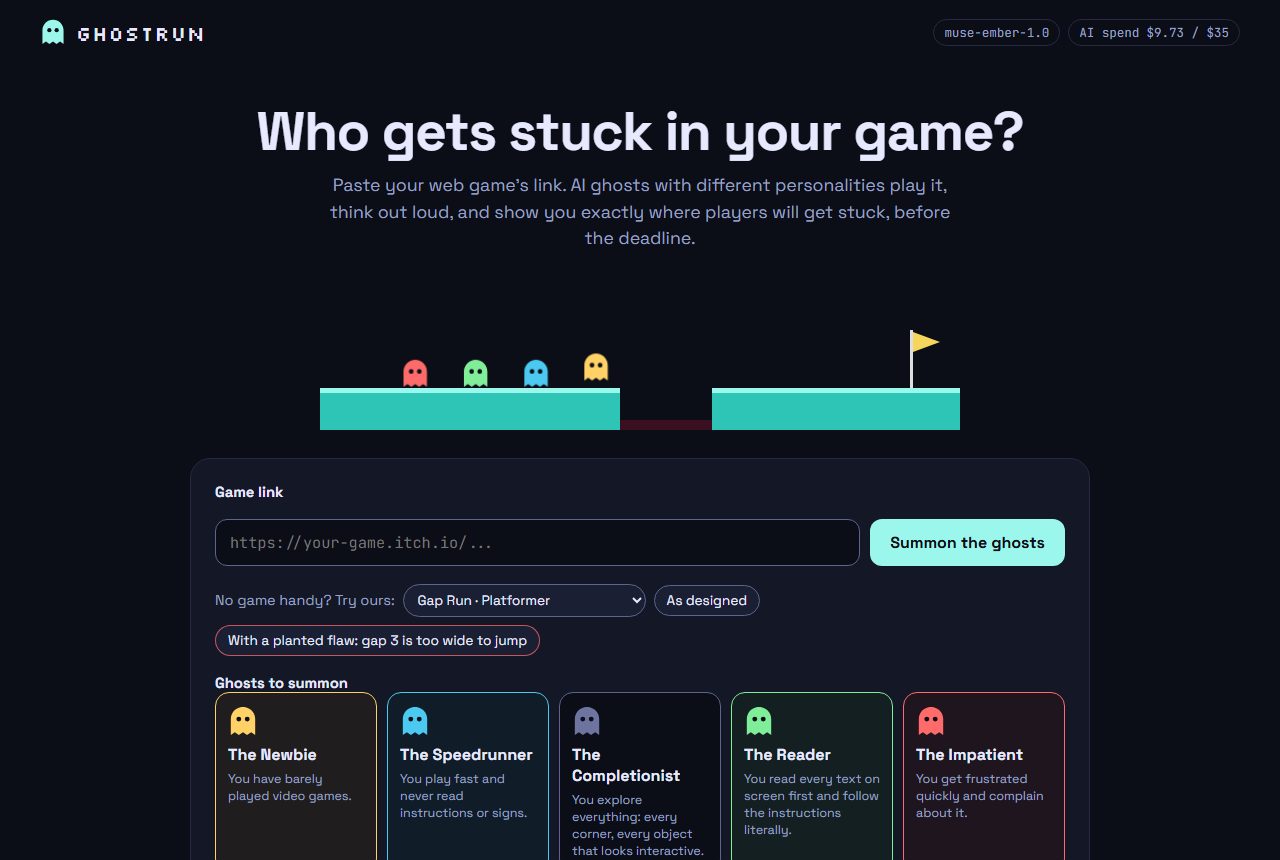 GHOSTRUN
muse-ember-1.0
AI spend $9.73 / $35
Who gets stuck in your game?
Paste your web game's link. AI ghosts with different personalities play it,
think out loud, and show you exactly where players will get stuck, before
the deadline.
Game link
https://your-game.itch.io/...
Summon the ghosts
No game handy? Try ours:
Gap Run · Platformer
As designed
With a planted flaw: gap 3 is too wide to jump
Ghosts to summon
The Newbie
You have barely
played video games.
The Speedrunner
You play fast and
never read
instructions or signs.
The
Completionist
You explore
everything: every
corner, every object
that looks interactive.
The Reader
You read every text on
screen first and follow
the instructions
literally.
The Impatient
You get frustrated
quickly and complain
about it.